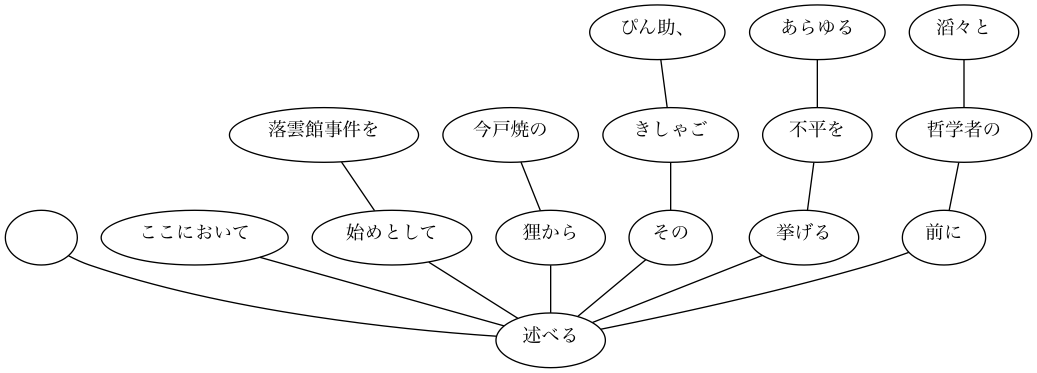 ぴん助、
あらゆる
滔々と
落雲館事件を
今戸焼の
きしゃご
不平を
哲学者の
ここにおいて
始めとして
狸から
その
挙げる
前に
述べる